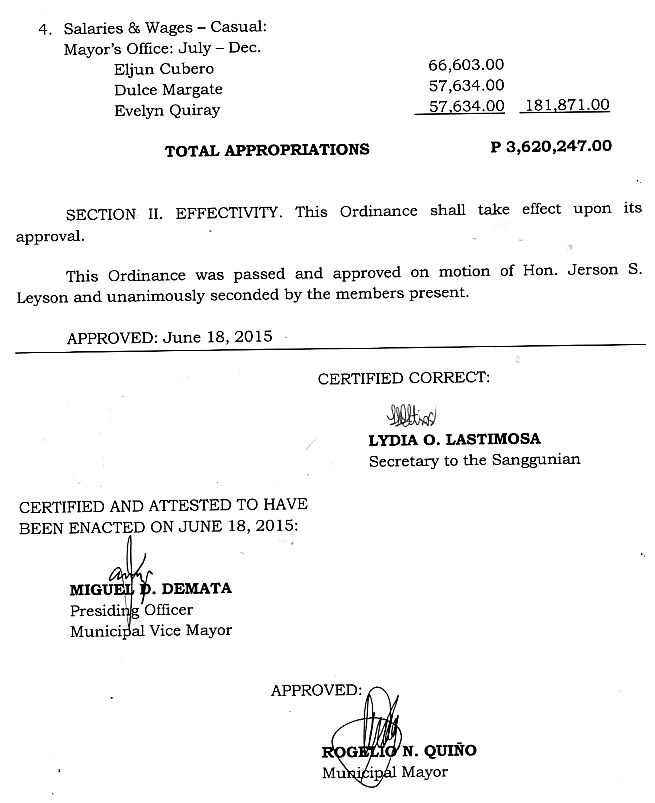 4. Salaries & Wages – Casual:
Mayor's Office: July – Dec.
Eljun Cubero 66,603.00
Dulce Margate 57,634.00
Evelyn Quiray 57,634.00 181,871.00
TOTAL APPROPRIATIONS P 3,620,247.00
SECTION II. EFFECTIVITY. This Ordinance shall take effect upon its
approval.
This Ordinance was passed and approved on motion of Hon. Jerson S.
Leyson and unanimously seconded by the members present.
APPROVED: June 18, 2015
CERTIFIED CORRECT:
LYDIA O. LASTIMOSA
Secretary to the Sanggunian
CERTIFIED AND ATTESTED TO HAVE
BEEN ENACTED ON JUNE 18, 2015:
MIGUEL D. DEMATA
Presiding Officer
Municipal Vice Mayor
APPROVED:
ROGELIO N. QUIÑO
Municipal Mayor